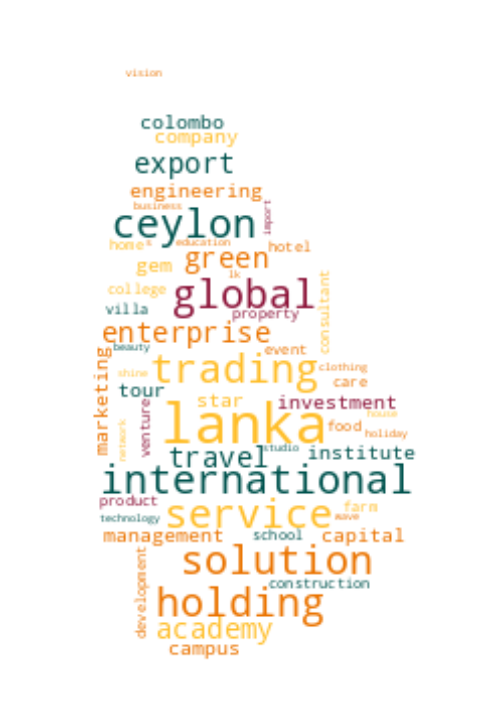 vision
colombo
company
export
engineering
business
ceylon
import
home s education
hotel
green
gem
lk
college
global
consultant
villa
property
enterprise
beauty
event
marketing
trading
shine
clothing
care
tour
star
investment
venture
lanka
house
network
food
holiday
travel
studio
institute
international
product
service
farm
technology
wave
management
school
capital
solution
development
construction
holding
academy
campus